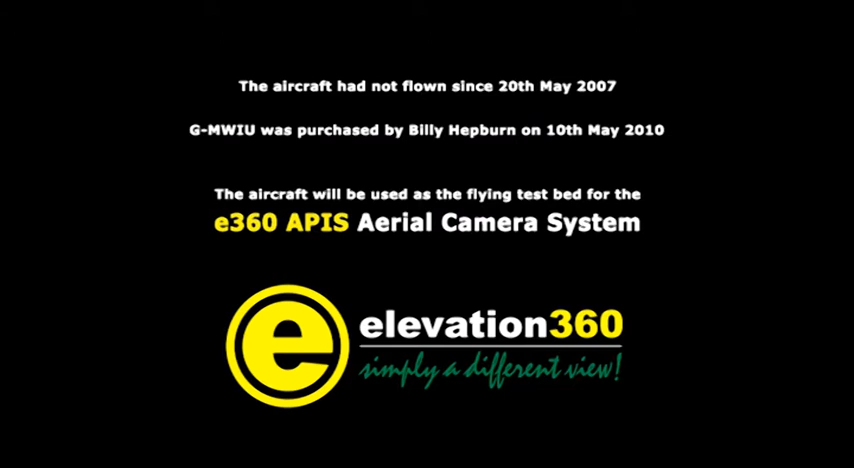 The aircraft had not flown since 20th May 2007
G-MWIU was purchased by Billy Hepburn on 10th May 2010
The aircraft will be used as the flying test bed for the
e360 APIS Aerial Camera System
e
elevation360
simply a different view!